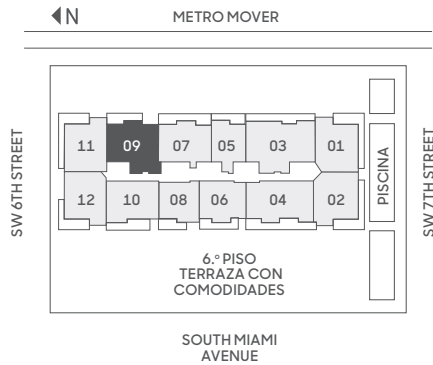 N
METRO MOVER
SW 6TH STREET
11
09
07
05
03
01
12
10
08
06
04
02
PISCINA
SW 7TH STREET
6.º PISO
TERRAZA CON
COMODIDADES
SOUTH MIAMI
AVENUE